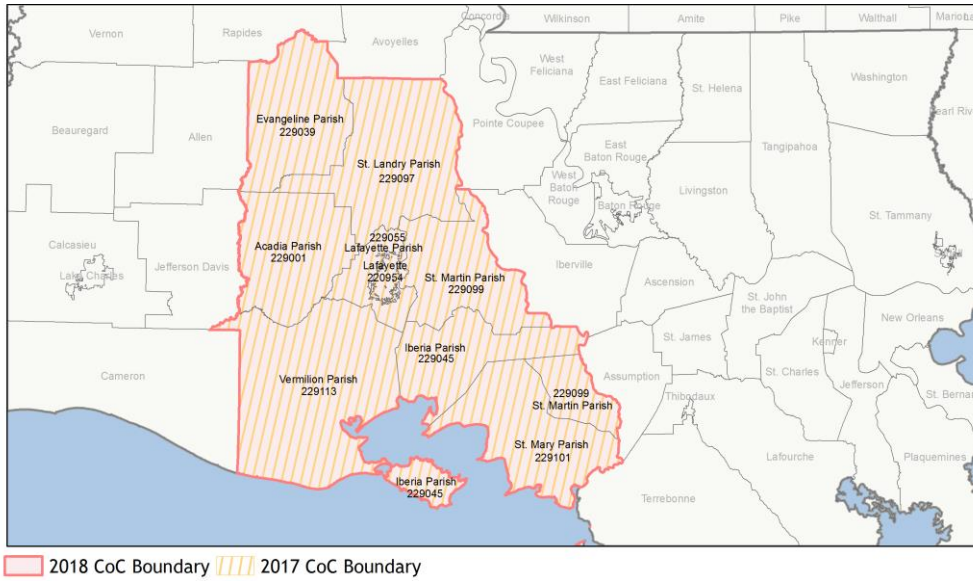 Concordia
Wilkinson
Amite
Pike
Walthall
Vernon
Rapides
Avoyelles
West
Feliciana
East Feliciana
St. Helena
Washington
Evangeline Parish
229039
Beauregard
Allen
Pointe Coupee
St. Landry Parish
229097
East
Baton Rouge
Tangipahoa
West
Baton
Rouge
Baton Rouge
Livingston
St. Tammany
Calcasieu
Lake Charles
Jefferson Davis
Acadia Parish
229001
229055
Lafayette Parish
Lafayette
220954
St. Martin Parish
229099
Iberville
Ascension
St. John
the Baptist
New Orleans
St. James
Kenner
Iberia Parish
229045
Cameron
Vermilion Parish
229113
Assumption
St. Charles
Jefferson
St. Bernar
229099
St. Martin Parish
Thibodaux
St. Mary Parish
229101
Lafourche
Plaquemines
Iberia Parish
229045
Terrebonne
2018 CoC Boundary
2017 CoC Boundary